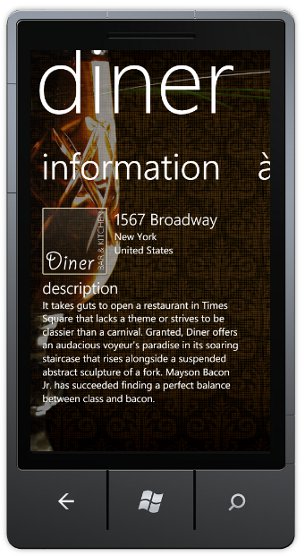 diner
information à
Diner
BAR & KITCHEN
1567 Broadway
New York
United States
description
It takes guts to open a restaurant in Times
Square that lacks a theme or strives to be
classier than a carnival. Granted, Diner offers
an audacious voyeur's paradise in its soaring
staircase that rises alongside a suspended
abstract sculpture of a fork. Mayson Bacon
Jr. has succeeded finding a perfect balance
between class and bacon.